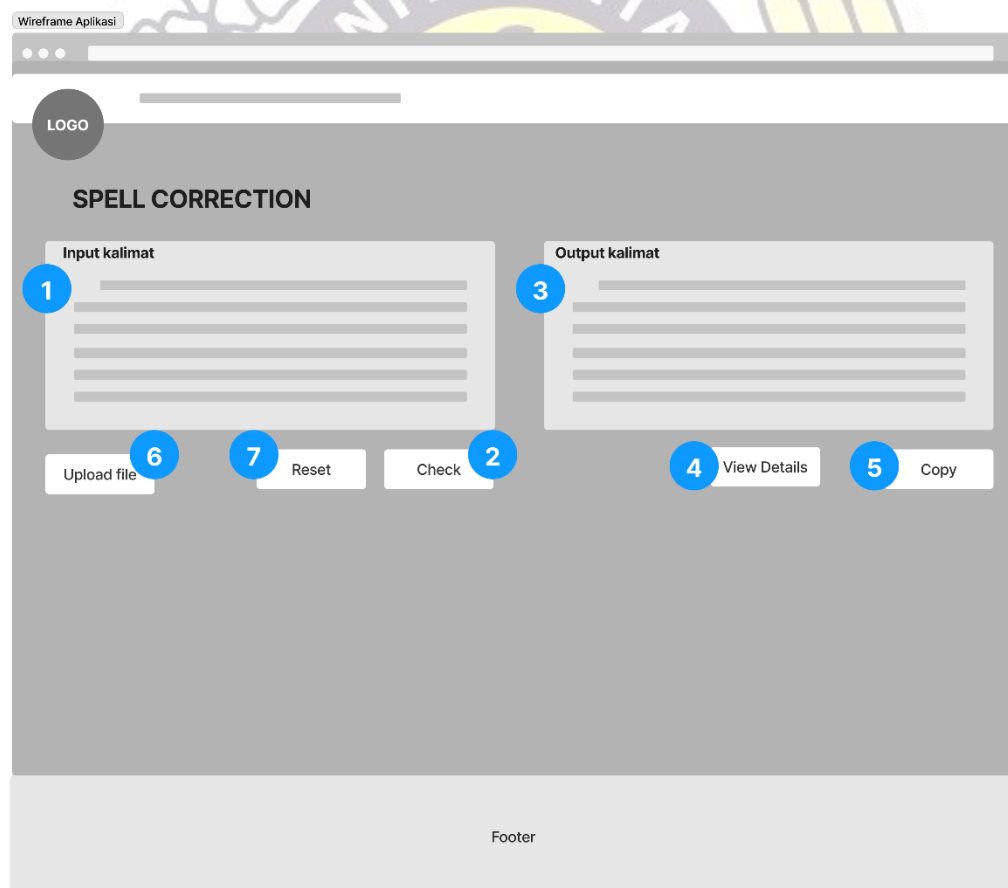 Wireframe Aplikasi
LOGO
SPELL CORRECTION
Input kalimat
Output kalimat
1
3
6
7
2
4
5
Upload file
Reset
Check
View Details
Copy
Footer